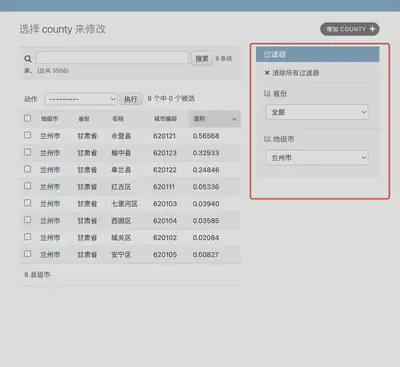 选择 county 来修改
增加 COUNTY +
搜索 8 条结果。 (总共 3568)
动作 --------- 执行 8 个中 0 个被选
地级市 省份 名称 城市编码 面积
兰州市 甘肃省 永登县 620121 0.56568
兰州市 甘肃省 榆中县 620123 0.32933
兰州市 甘肃省 皋兰县 620122 0.24846
兰州市 甘肃省 红古区 620111 0.05336
兰州市 甘肃省 七里河区 620103 0.03940
兰州市 甘肃省 西固区 620104 0.03585
兰州市 甘肃省 城关区 620102 0.02084
兰州市 甘肃省 安宁区 620105 0.00827
8 县级市
过滤器
✖ 清除所有过滤器
以 省份
全部
以 地级市
兰州市